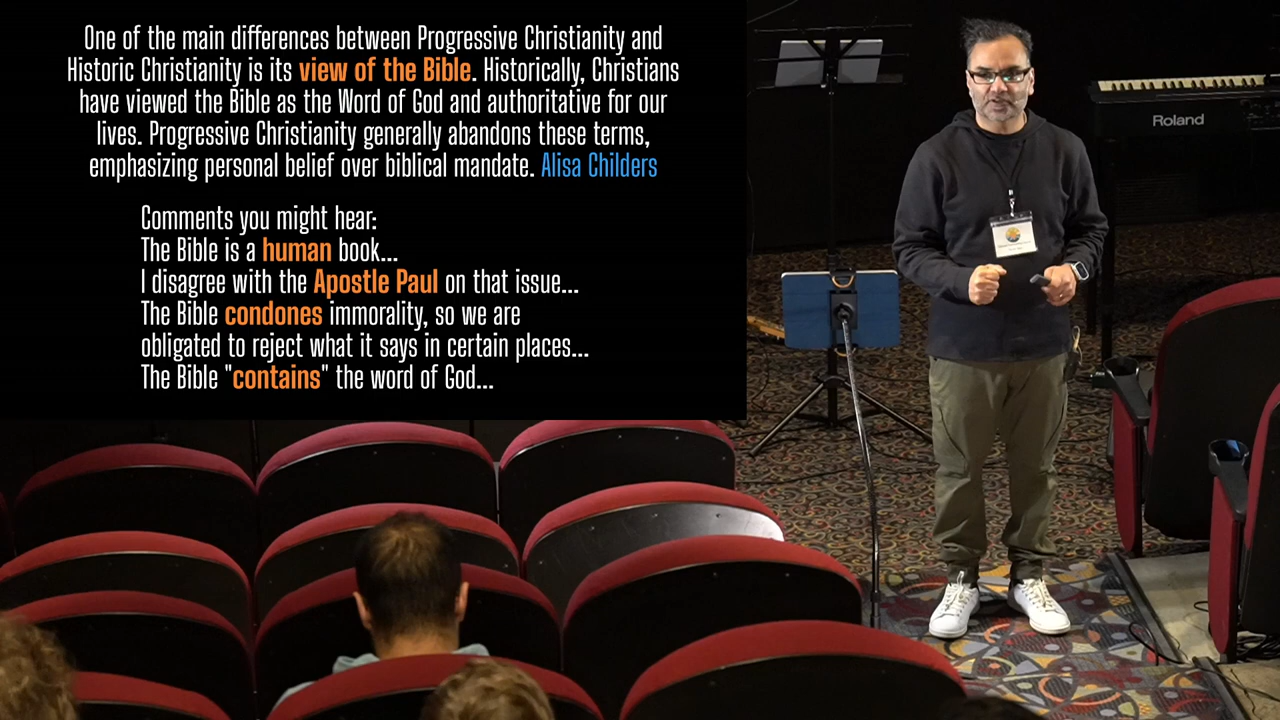 One of the main differences between Progressive Christianity and
Historic Christianity is its view of the Bible. Historically, Christians
have viewed the Bible as the Word of God and authoritative for our
lives. Progressive Christianity generally abandons these terms,
emphasizing personal belief over biblical mandate. Alisa Childers
Comments you might hear:
The Bible is a human book...
I disagree with the Apostle Paul on that issue...
The Bible condones immorality, so we are
obligated to reject what it says in certain places...
The Bible "contains" the word of God...
Roland